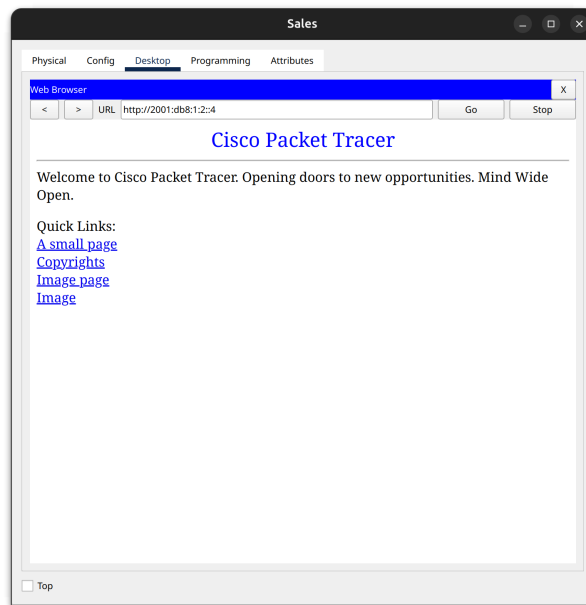 Sales
Physical Config Desktop Programming Attributes
Web Browser X
< > URL http://2001:db8:1:2::4 Go Stop
Cisco Packet Tracer
Welcome to Cisco Packet Tracer. Opening doors to new opportunities. Mind Wide
Open.
Quick Links:
A small page
Copyrights
Image page
Image
Top